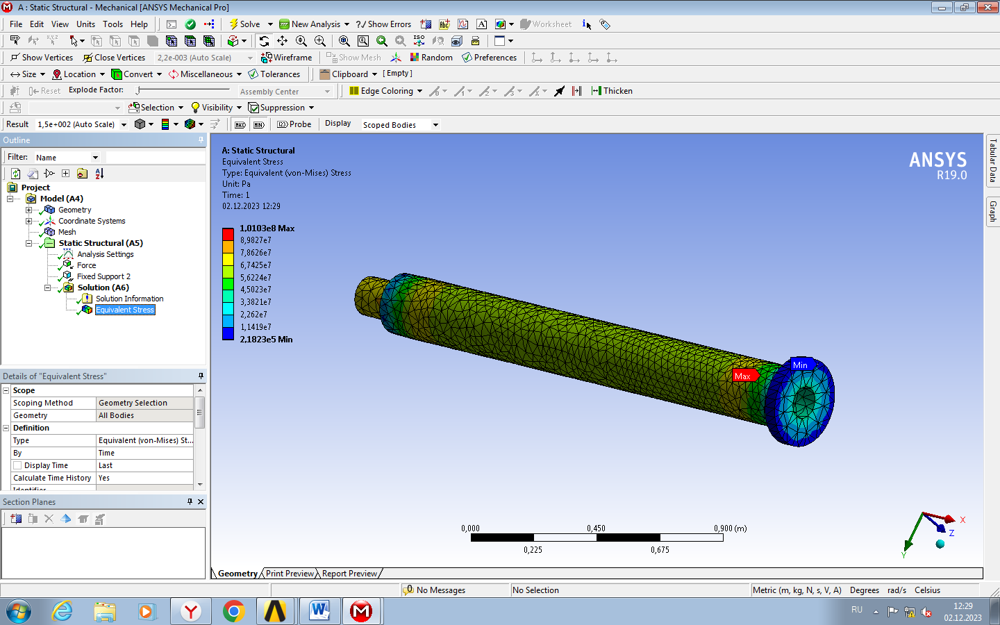 A : Static Structural - Mechanical [ANSYS Mechanical Pro]
File Edit View Units Tools Help Solve New Analysis ?/ Show Errors Worksheet
Show Vertices Close Vertices 2,2e-003 (Auto Scale) Wireframe Show Mesh Random Preferences
Size Location Convert Miscellaneous Tolerances Clipboard [ Empty ]
Reset Explode Factor: Assembly Center Edge Coloring Thicken
Selection Visibility Suppression
Result 1,5e+002 (Auto Scale) MAX MIN Probe Display Scoped Bodies
Outline
Filter: Name
Project
Model (A4)
Geometry
Coordinate Systems
Mesh
Static Structural (A5)
Analysis Settings
Force
Fixed Support 2
Solution (A6)
Solution Information
Equivalent Stress
Details of "Equivalent Stress"
Scope
Scoping Method Geometry Selection
Geometry All Bodies
Definition
Type Equivalent (von-Mises) St...
By Time
Display Time Last
Calculate Time History Yes
Section Planes
A: Static Structural
Equivalent Stress
Type: Equivalent (von-Mises) Stress
Unit: Pa
Time: 1
02.12.2023 12:29
1,0103e8 Max
8,9827e7
7,8626e7
6,7425e7
5,6224e7
4,5023e7
3,3821e7
2,262e7
1,1419e7
2,1823e5 Min
ANSYS
R19.0
Max
Min
0,000 0,450 0,900 (m)
0,225 0,675
X
Y
Z
Tabular Data
Graph
Geometry Print Preview Report Preview
No Messages No Selection Metric (m, kg, N, s, V, A) Degrees rad/s Celsius
RU 12:29
02.12.2023